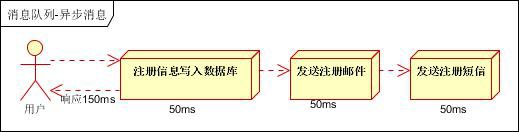 消息队列-异步消息
注册信息写入数据库
发送注册邮件
发送注册短信
响应150ms
用户
50ms
50ms
50ms